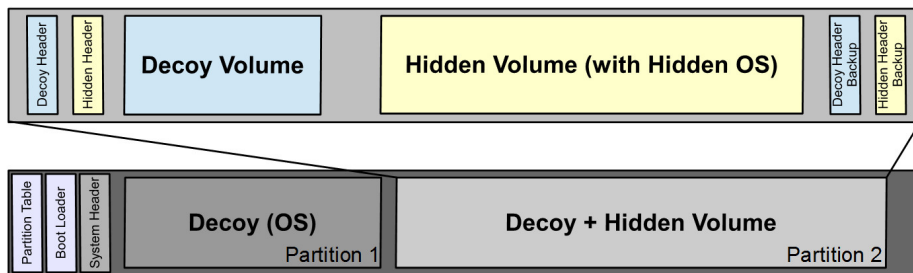 Decoy Header
Hidden Header
Decoy Volume
Hidden Volume (with Hidden OS)
Decoy Header
Backup
Hidden Header
Backup
Partition Table
Boot Loader
System Header
Decoy (OS)
Partition 1
Decoy + Hidden Volume
Partition 2